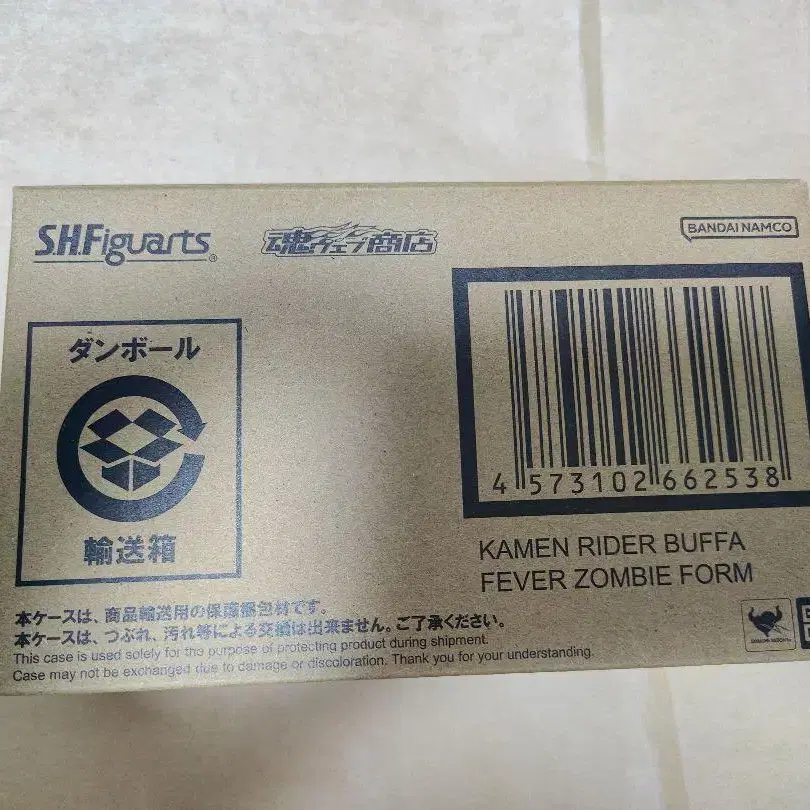 S.H.Figuarts
魂ウェブ商店
BANDAI NAMCO
ダンボール
輸送箱
4 573102 662538
KAMEN RIDER BUFFA
FEVER ZOMBIE FORM
本ケースは、商品輸送用の保護梱包材です。
本ケースは、つぶれ、汚れ等による交換は出来ません。ご了承ください。
This case is used solely for the purpose of protecting product during shipment.
Case may not be exchanged due to damage or discoloration. Thank you for your understanding.